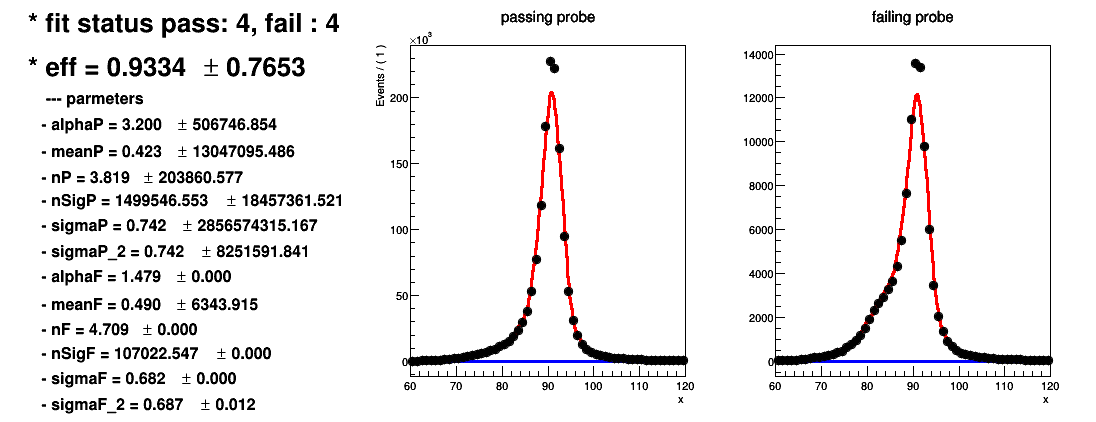 * fit status pass: 4, fail : 4
* eff = 0.9334 ± 0.7653
--- parmeters
- alphaP = 3.200 ± 506746.854
- meanP = 0.423 ± 13047095.486
- nP = 3.819 ± 203860.577
- nSigP = 1499546.553 ± 18457361.521
- sigmaP = 0.742 ± 2856574315.167
- sigmaP_2 = 0.742 ± 8251591.841
- alphaF = 1.479 ± 0.000
- meanF = 0.490 ± 6343.915
- nF = 4.709 ± 0.000
- nSigF = 107022.547 ± 0.000
- sigmaF = 0.682 ± 0.000
- sigmaF_2 = 0.687 ± 0.012
passing probe
×10³
Events / ( 1 )
200
150
100
50
0
60 70 80 90 100 110 120
x
failing probe
14000
12000
10000
8000
6000
4000
2000
0
60 70 80 90 100 110 120
x